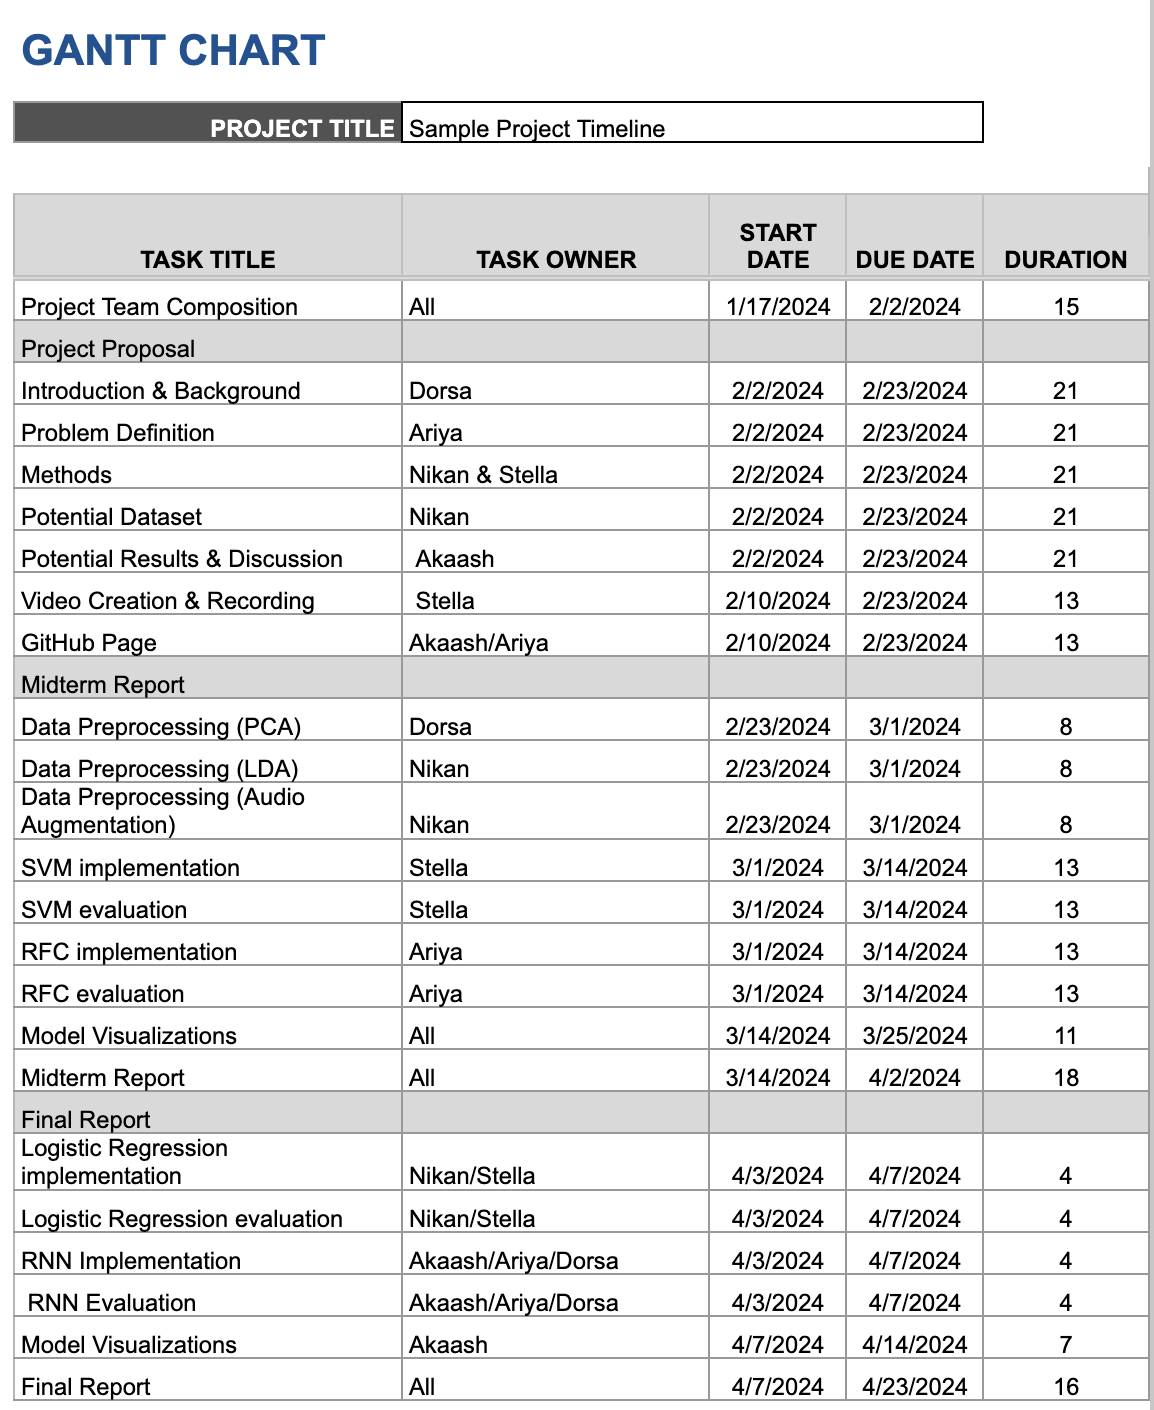 GANTT CHART
PROJECT TITLE Sample Project Timeline
TASK TITLE TASK OWNER START DATE DUE DATE DURATION
Project Team Composition All 1/17/2024 2/2/2024 15
Project Proposal
Introduction & Background Dorsa 2/2/2024 2/23/2024 21
Problem Definition Ariya 2/2/2024 2/23/2024 21
Methods Nikan & Stella 2/2/2024 2/23/2024 21
Potential Dataset Nikan 2/2/2024 2/23/2024 21
Potential Results & Discussion Akaash 2/2/2024 2/23/2024 21
Video Creation & Recording Stella 2/10/2024 2/23/2024 13
GitHub Page Akaash/Ariya 2/10/2024 2/23/2024 13
Midterm Report
Data Preprocessing (PCA) Dorsa 2/23/2024 3/1/2024 8
Data Preprocessing (LDA) Nikan 2/23/2024 3/1/2024 8
Data Preprocessing (Audio
Augmentation) Nikan 2/23/2024 3/1/2024 8
SVM implementation Stella 3/1/2024 3/14/2024 13
SVM evaluation Stella 3/1/2024 3/14/2024 13
RFC implementation Ariya 3/1/2024 3/14/2024 13
RFC evaluation Ariya 3/1/2024 3/14/2024 13
Model Visualizations All 3/14/2024 3/25/2024 11
Midterm Report All 3/14/2024 4/2/2024 18
Final Report
Logistic Regression
implementation Nikan/Stella 4/3/2024 4/7/2024 4
Logistic Regression evaluation Nikan/Stella 4/3/2024 4/7/2024 4
RNN Implementation Akaash/Ariya/Dorsa 4/3/2024 4/7/2024 4
RNN Evaluation Akaash/Ariya/Dorsa 4/3/2024 4/7/2024 4
Model Visualizations Akaash 4/7/2024 4/14/2024 7
Final Report All 4/7/2024 4/23/2024 16